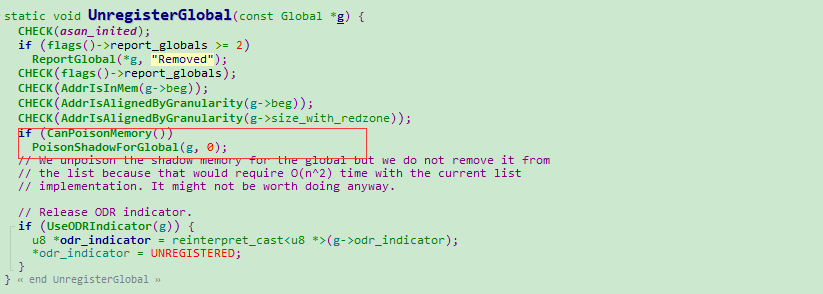 static void UnregisterGlobal(const Global *g) {
  CHECK(asan_inited);
  if (flags()->report_globals >= 2)
    ReportGlobal(*g, "Removed");
  CHECK(flags()->report_globals);
  CHECK(AddrIsInMem(g->beg));
  CHECK(AddrIsAlignedByGranularity(g->beg));
  CHECK(AddrIsAlignedByGranularity(g->size_with_redzone));
  if (CanPoisonMemory())
    PoisonShadowForGlobal(g, 0);
  // We unpoison the shadow memory for the global but we do not remove it from
  // the list because that would require O(n^2) time with the current list
  // implementation. It might not be worth doing anyway.

  // Release ODR indicator.
  if (UseODRIndicator(g)) {
    u8 *odr_indicator = reinterpret_cast<u8 *>(g->odr_indicator);
    *odr_indicator = UNREGISTERED;
  }
} « end UnregisterGlobal »